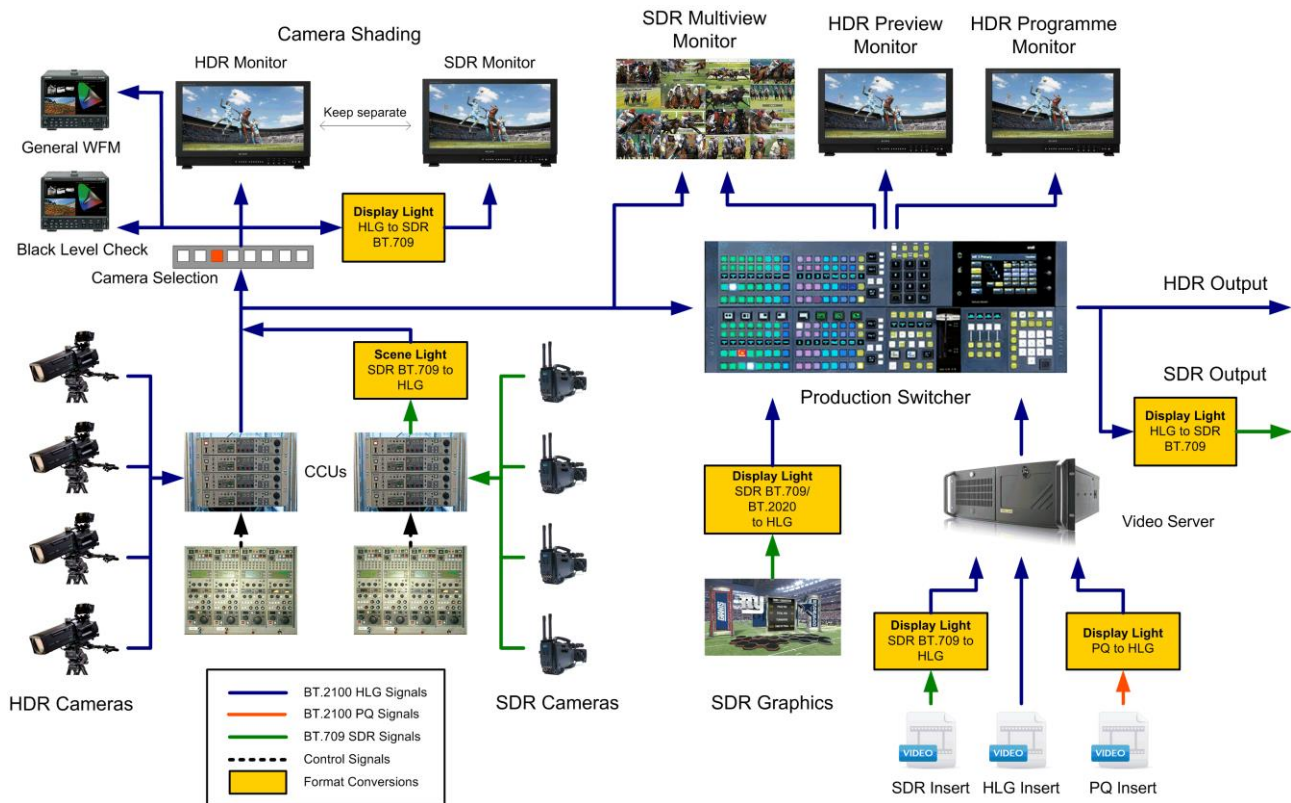 Camera Shading
HDR Monitor
SDR Monitor
Keep separate
General WFM
Black Level Check
Camera Selection
Display Light
HLG to SDR
BT.709
SDR Multiview
Monitor
HDR Preview
Monitor
HDR Programme
Monitor
HDR Output
SDR Output
Production Switcher
Display Light
HLG to SDR
BT.709
Scene Light
SDR BT.709 to
HLG
CCUs
Display Light
SDR BT.709/
BT.2020
to HLG
Video Server
Display Light
SDR BT.709 to
HLG
Display Light
PQ to HLG
HDR Cameras
SDR Cameras
SDR Graphics
VIDEO
VIDEO
VIDEO
SDR Insert
HLG Insert
PQ Insert
BT.2100 HLG Signals
BT.2100 PQ Signals
BT.709 SDR Signals
Control Signals
Format Conversions